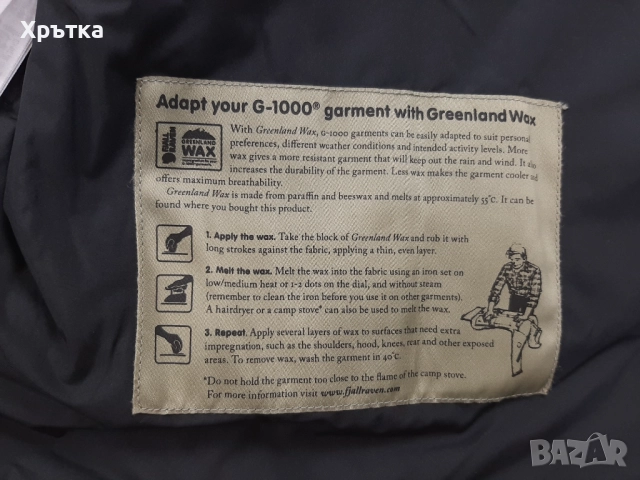 Хрътка
Adapt your G-1000® garment with Greenland Wax
FJÄLL RÄVEN
GREENLAND
WAX
With Greenland Wax, G-1000 garments can be easily adapted to suit personal
preferences, different weather conditions and intended activity levels. More
wax gives a more resistant garment that will keep out the rain and wind. It also
increases the durability of the garment. Less wax makes the garment cooler and
offers maximum breathability.
Greenland Wax is made from paraffin and beeswax and melts at approximately 55°C. It can be
found where you bought this product.
1. Apply the wax. Take the block of Greenland Wax and rub it with
long strokes against the fabric, applying a thin, even layer.
2. Melt the wax. Melt the wax into the fabric using an iron set on
low/medium heat or 1-2 dots on the dial, and without steam
(remember to clean the iron before you use it on other garments).
A hairdryer or a camp stove* can also be used to melt the wax.
3. Repeat. Apply several layers of wax to surfaces that need extra
impregnation, such as the shoulders, hood, knees, rear and other exposed
areas. To remove wax, wash the garment in 40°C.
*Do not hold the garment too close to the flame of the camp stove.
For more information visit www.fjallraven.com
BAZAR
bg